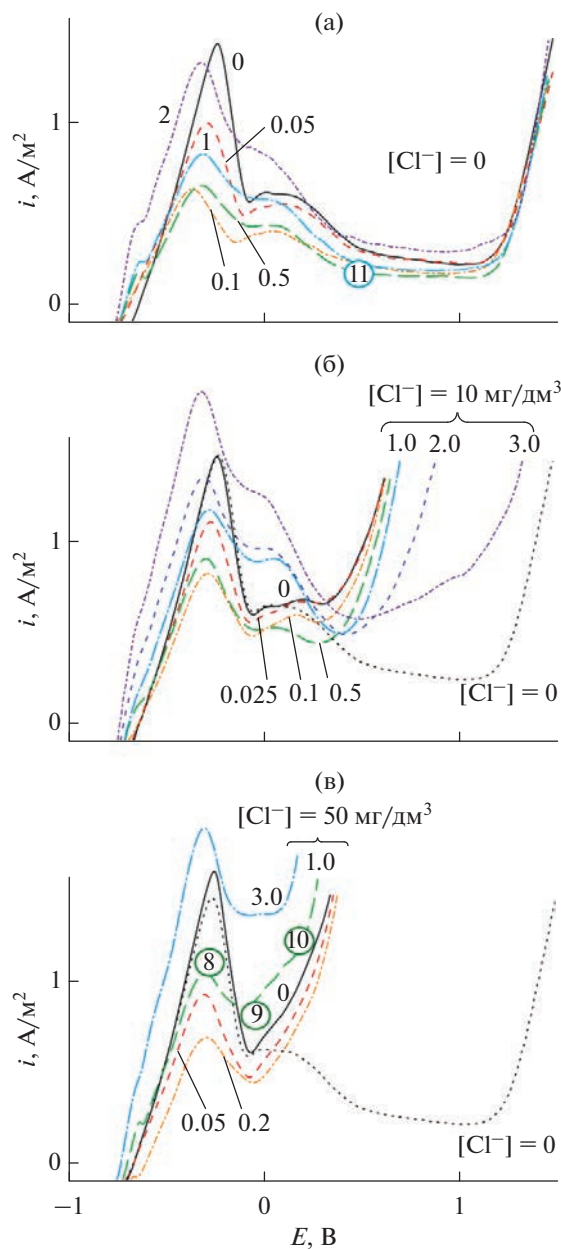 (а)
0
2
0.05
1
1
[Cl⁻] = 0
i, А/м²
0.1
0.5
11
0
(б)
[Cl⁻] = 10 мг/дм³
1.0
2.0
3.0
1
i, А/м²
0
0.025
0.1
0.5
[Cl⁻] = 0
0
(в)
[Cl⁻] = 50 мг/дм³
1.0
3.0
10
8
1
0
9
i, А/м²
0.05
0.2
[Cl⁻] = 0
0
−1
0
1
E, В